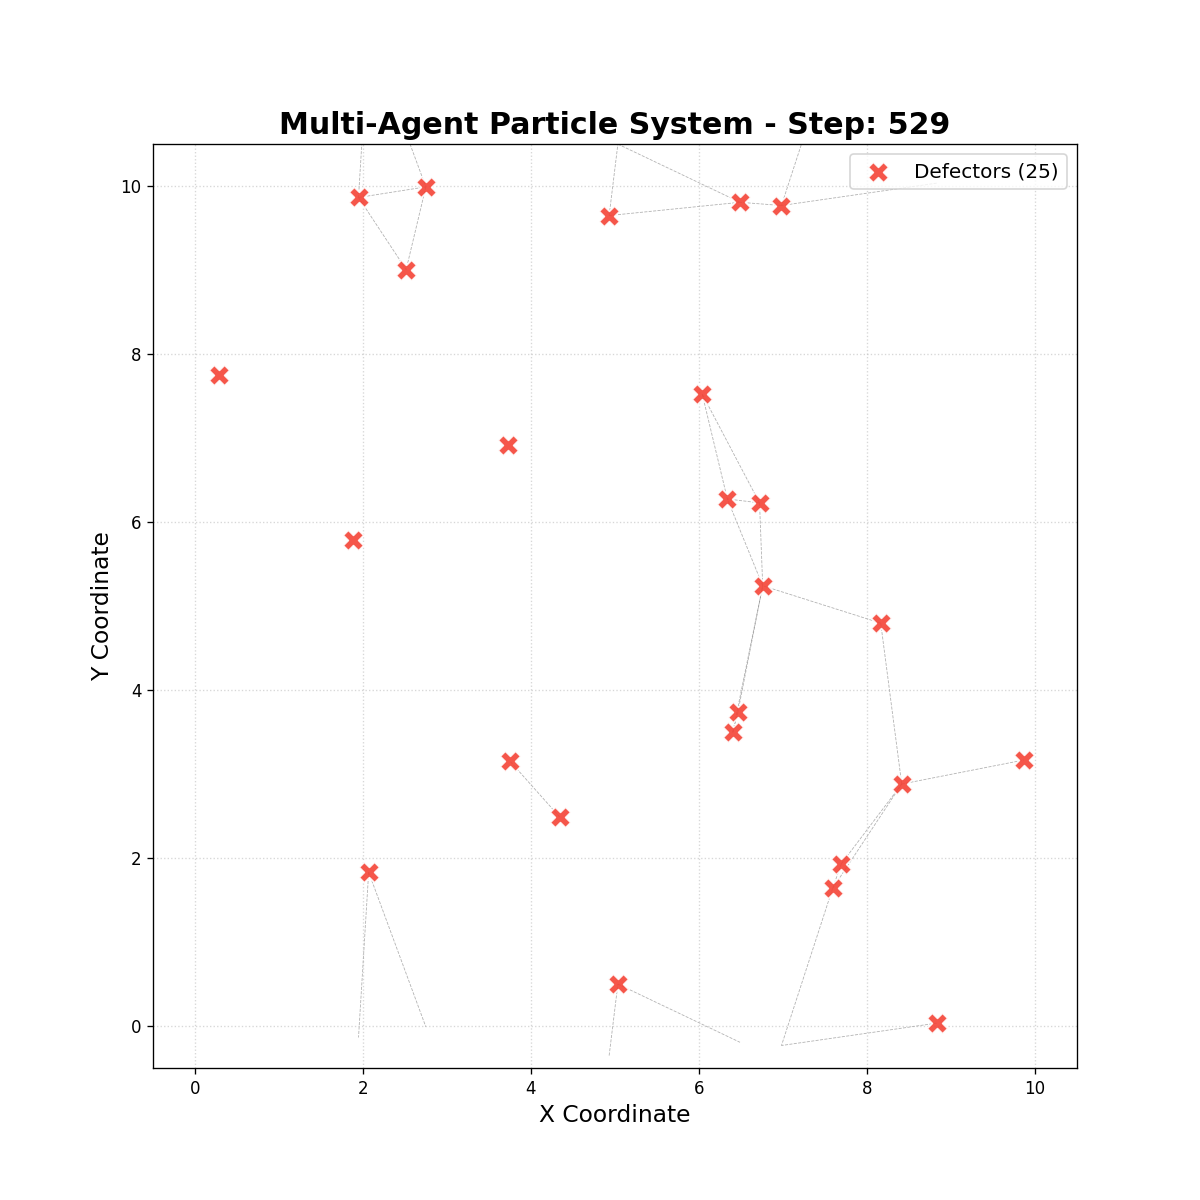 Multi-Agent Particle System - Step: 529
Defectors (25)
10
8
6
4
2
0
Y Coordinate
0 2 4 6 8 10
X Coordinate